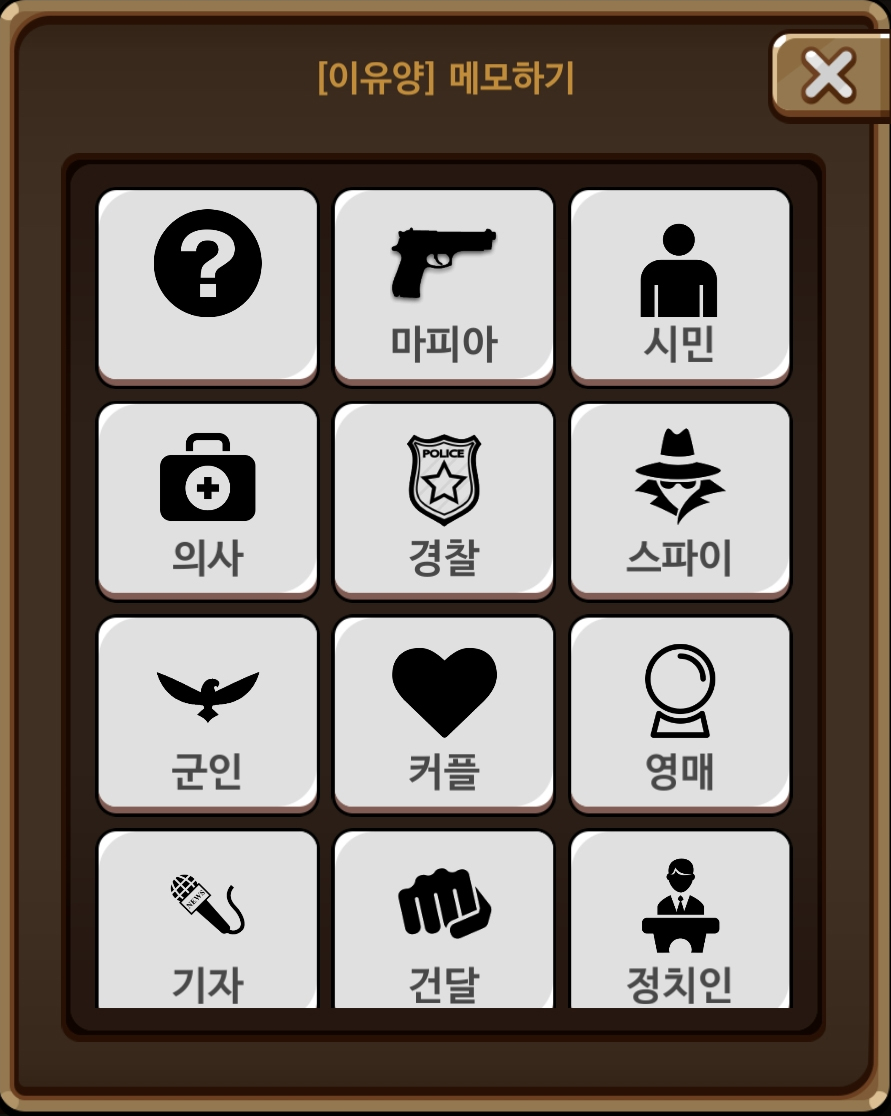 [이유양] 메모하기
?
마피아
시민
의사
POLICE
경찰
스파이
군인
커플
영매
NEWS
기자
건달
정치인